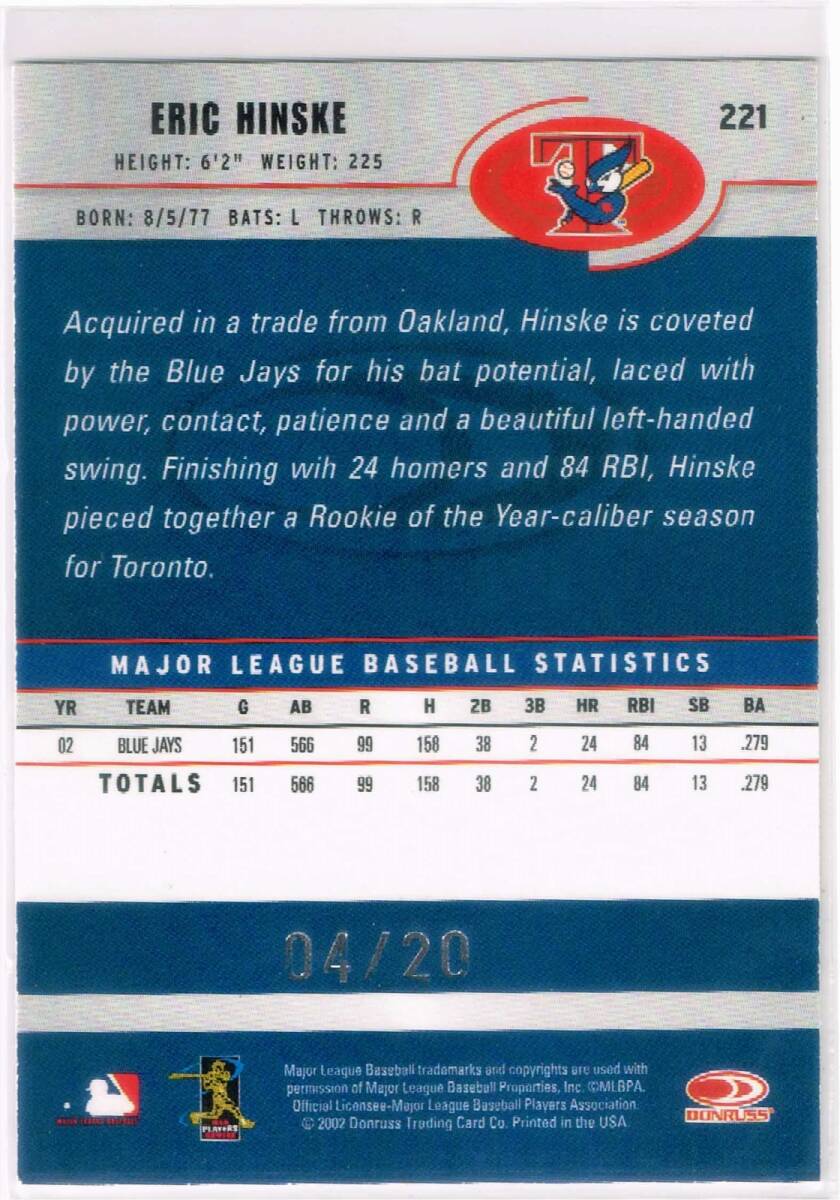 ERIC HINSKE
221
HEIGHT: 6'2" WEIGHT: 225
BORN: 8/5/77 BATS: L THROWS: R
T
Acquired in a trade from Oakland, Hinske is coveted
by the Blue Jays for his bat potential, laced with
power, contact, patience and a beautiful left-handed
swing. Finishing wih 24 homers and 84 RBI, Hinske
pieced together a Rookie of the Year-caliber season
for Toronto.
MAJOR LEAGUE BASEBALL STATISTICS
YR TEAM G AB R H 2B 3B HR RBI SB BA
02 BLUE JAYS 151 566 99 158 38 2 24 84 13 .279
TOTALS 151 566 99 158 38 2 24 84 13 .279
04/20
Major League Baseball trademarks and copyrights are used with
permission of Major League Baseball Properties, Inc. ©MLBPA.
Official Licensee-Major League Baseball Players Association.
© 2002 Donruss Trading Card Co. Printed in the USA
MAJOR LEAGUE BASEBALL
PLAYERS
DONRUSS